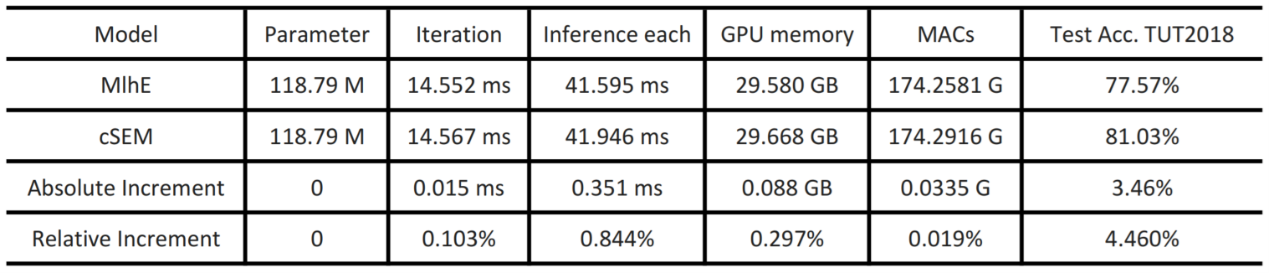 Model Parameter Iteration Inference each GPU memory MACs Test Acc. TUT2018
MlhE 118.79 M 14.552 ms 41.595 ms 29.580 GB 174.2581 G 77.57%
cSEM 118.79 M 14.567 ms 41.946 ms 29.668 GB 174.2916 G 81.03%
Absolute Increment 0 0.015 ms 0.351 ms 0.088 GB 0.0335 G 3.46%
Relative Increment 0 0.103% 0.844% 0.297% 0.019% 4.460%